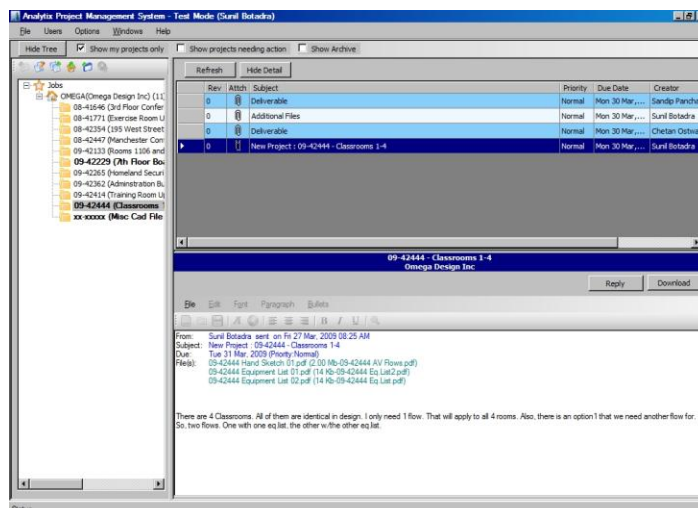 Analytix Project Management System - Test Mode (Sunil Botadra)
File Users Options Windows Help
Hide Tree Show my projects only Show projects needing action Show Archive
Refresh Hide Detail
Jobs
OMEGA(Omega Design Inc) (11)
08-41646 (3rd Floor Confer
08-41771 (Exercise Room U
08-42354 (195 West Street
08-42447 (Manchester Con
09-42133 (Rooms 1106 and
09-42229 (7th Floor Bo
09-42265 (Homeland Securi
09-42362 (Adminstration Bu
09-42414 (Training Room U
09-42444 (Classrooms
xx-xxxxx (Misc Cad File
Rev Attch Subject Priority Due Date Creator
0 Deliverable Normal Mon 30 Mar,... Sandip Pancha
0 Additional Files Normal Mon 30 Mar,... Sunil Botadra
0 Deliverable Normal Mon 30 Mar,... Chetan Ostwa
0 New Project : 09-42444 - Classrooms 1-4 Normal Mon 30 Mar,... Sunil Botadra
09-42444 - Classrooms 1-4
Omega Design Inc
Reply Download
File Edit Font Paragraph Bullets
From: Sunil Botadra sent on Fri 27 Mar, 2009 08:25 AM
Subject: New Project : 09-42444 - Classrooms 1-4
Due: Tue 31 Mar, 2009 (Priority:Normal)
File(s): 09-42444 Hand Sketch 01.pdf (2.00 Mb-09-42444 AV Flows.pdf)
09-42444 Equipment List 01.pdf (14 Kb-09-42444 Eq List2.pdf)
09-42444 Equipment List 02.pdf (14 Kb-09-42444 Eq List.pdf)
There are 4 Classrooms. All of them are identical in design. I only need 1 flow. That will apply to all 4 rooms. Also, there is an option 1 that we need another flow for.
So, two flows. One with one eq.list, the other w/the other eq.list.